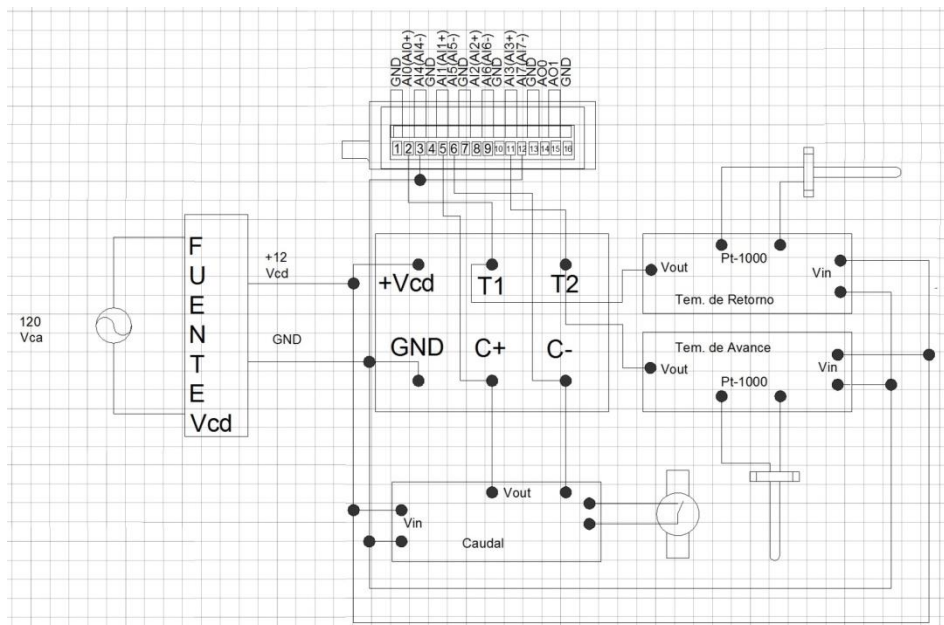 GND
AI0(AI0+)
AI4(AI4-)
GND
AI1(AI1+)
AI5(AI5-)
GND
AI2(AI2+)
AI6(AI6-)
GND
AI3(AI3+)
AI7(AI7-)
GND
AO0
AO1
GND
1 2 3 4 5 6 7 8 9 10 11 12 13 14 15 16
120
Vca
FUENTE
Vcd
+12
Vcd
GND
+Vcd
T1
T2
GND
C+
C-
Pt-1000
Vout
Vin
Tem. de Retorno
Tem. de Avance
Vout
Vin
Pt-1000
Vout
Vin
Caudal